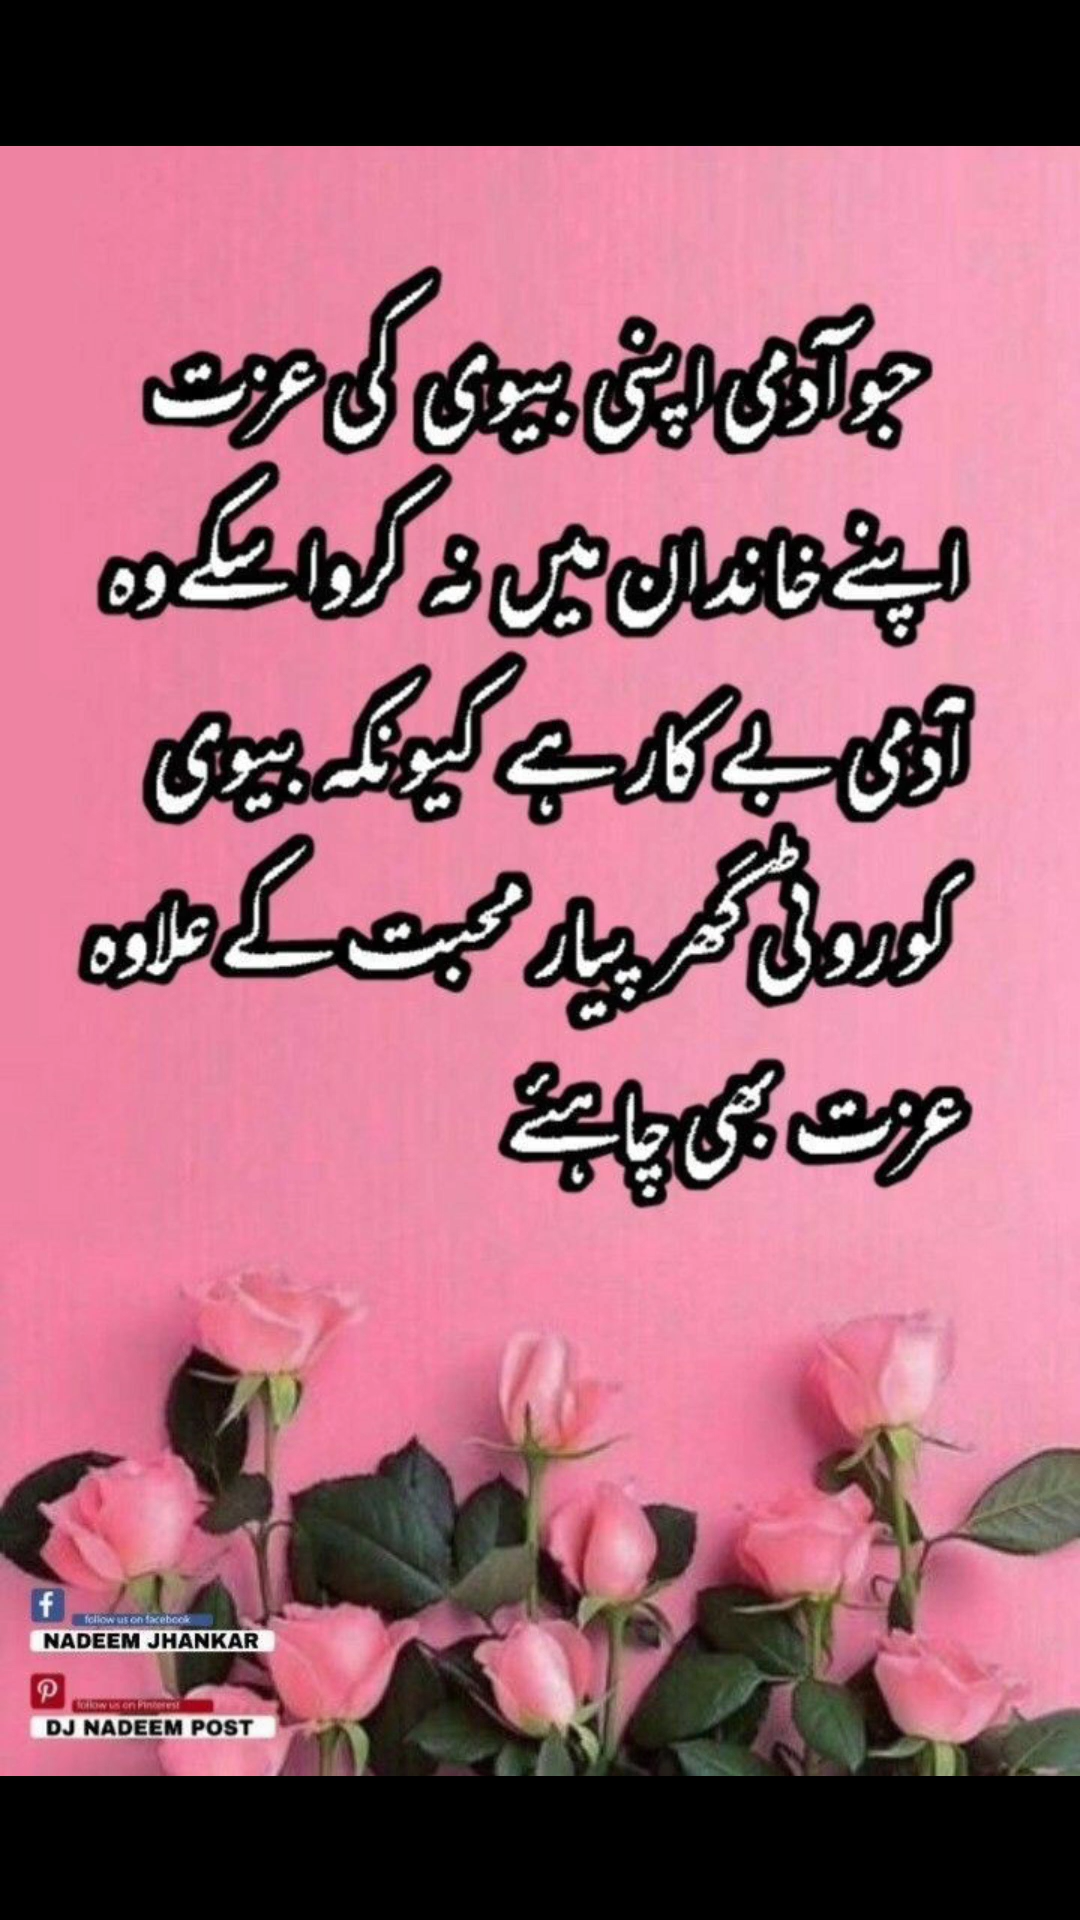 جو آدمی اپنی بیوی کی عزت
اپنے خاندان میں نہ کروا سکے وہ
آدمی بے کار ہے کیونکہ بیوی
کو روٹی گھر پیار محبت کے علاوہ
عزت بھی چاہئے
f
follow us on facebook
NADEEM JHANKAR
follow us on Pinterest
DJ NADEEM POST